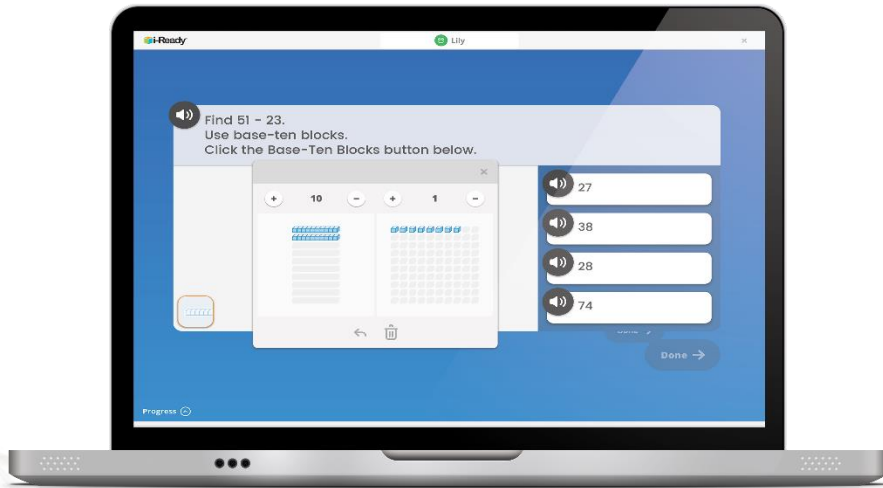 i-Ready
Lily
Find 51 - 23.
Use base-ten blocks.
Click the Base-Ten Blocks button below.
+ 10 - + 1 -
27
38
28
74
Done →
Progress